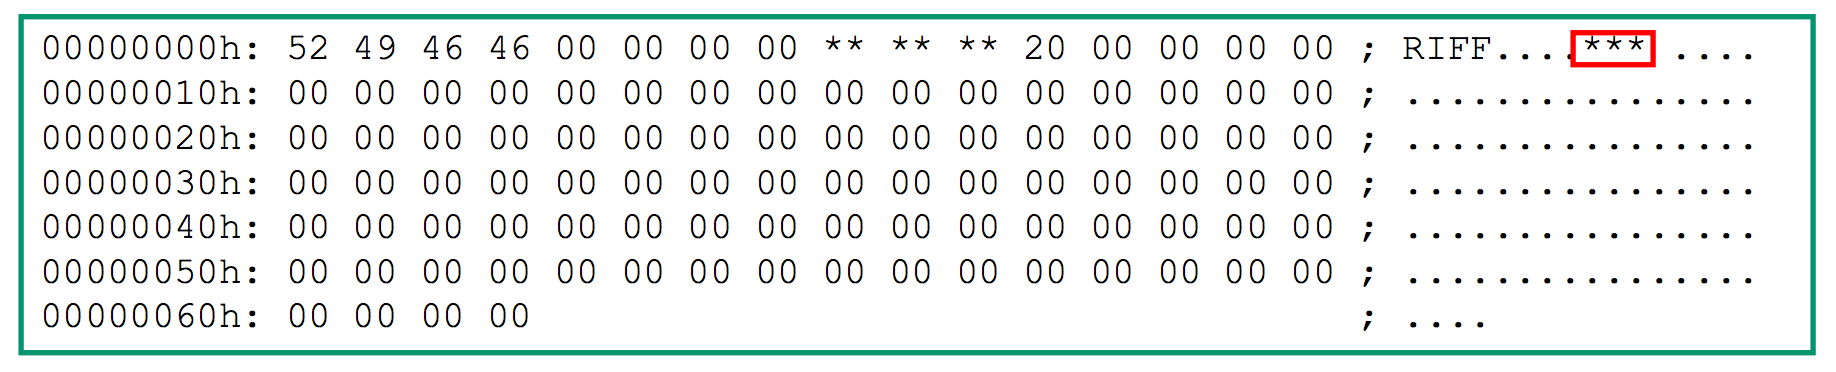 00000000h: 52 49 46 46 00 00 00 00 ** ** ** 20 00 00 00 00 ; RIFF....*** ....
00000010h: 00 00 00 00 00 00 00 00 00 00 00 00 00 00 00 00 ; ................
00000020h: 00 00 00 00 00 00 00 00 00 00 00 00 00 00 00 00 ; ................
00000030h: 00 00 00 00 00 00 00 00 00 00 00 00 00 00 00 00 ; ................
00000040h: 00 00 00 00 00 00 00 00 00 00 00 00 00 00 00 00 ; ................
00000050h: 00 00 00 00 00 00 00 00 00 00 00 00 00 00 00 00 ; ................
00000060h: 00 00 00 00 ; ....